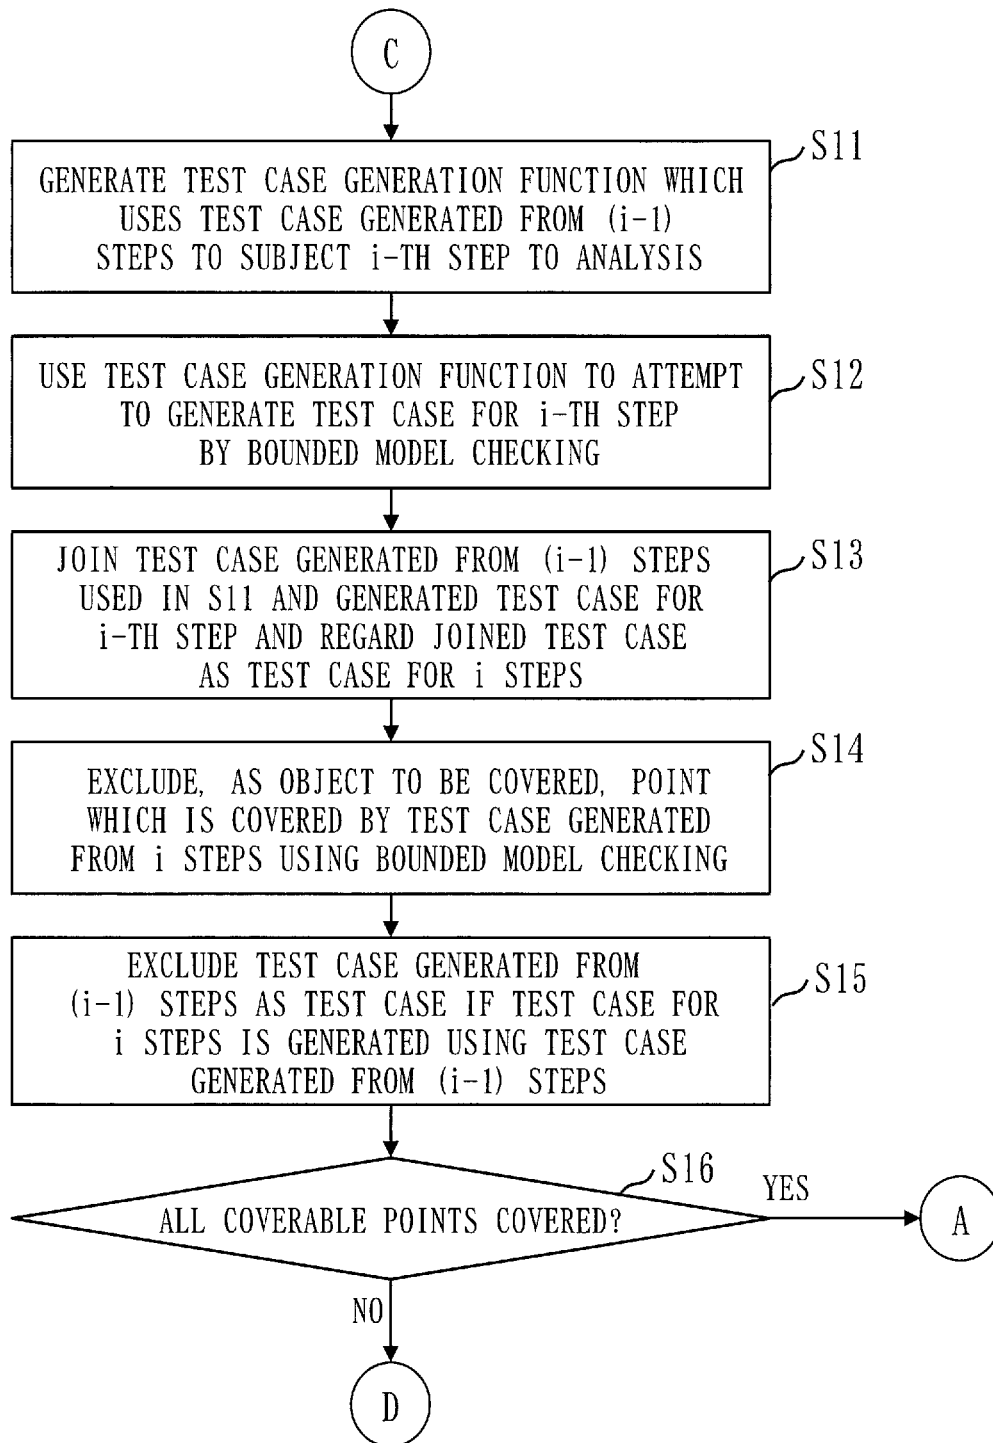 C
S11
GENERATE TEST CASE GENERATION FUNCTION WHICH
USES TEST CASE GENERATED FROM (i-1)
STEPS TO SUBJECT i-TH STEP TO ANALYSIS
S12
USE TEST CASE GENERATION FUNCTION TO ATTEMPT
TO GENERATE TEST CASE FOR i-TH STEP
BY BOUNDED MODEL CHECKING
S13
JOIN TEST CASE GENERATED FROM (i-1) STEPS
USED IN S11 AND GENERATED TEST CASE FOR
i-TH STEP AND REGARD JOINED TEST CASE
AS TEST CASE FOR i STEPS
S14
EXCLUDE, AS OBJECT TO BE COVERED, POINT
WHICH IS COVERED BY TEST CASE GENERATED
FROM i STEPS USING BOUNDED MODEL CHECKING
S15
EXCLUDE TEST CASE GENERATED FROM
(i-1) STEPS AS TEST CASE IF TEST CASE FOR
i STEPS IS GENERATED USING TEST CASE
GENERATED FROM (i-1) STEPS
S16
ALL COVERABLE POINTS COVERED?
YES
A
NO
D